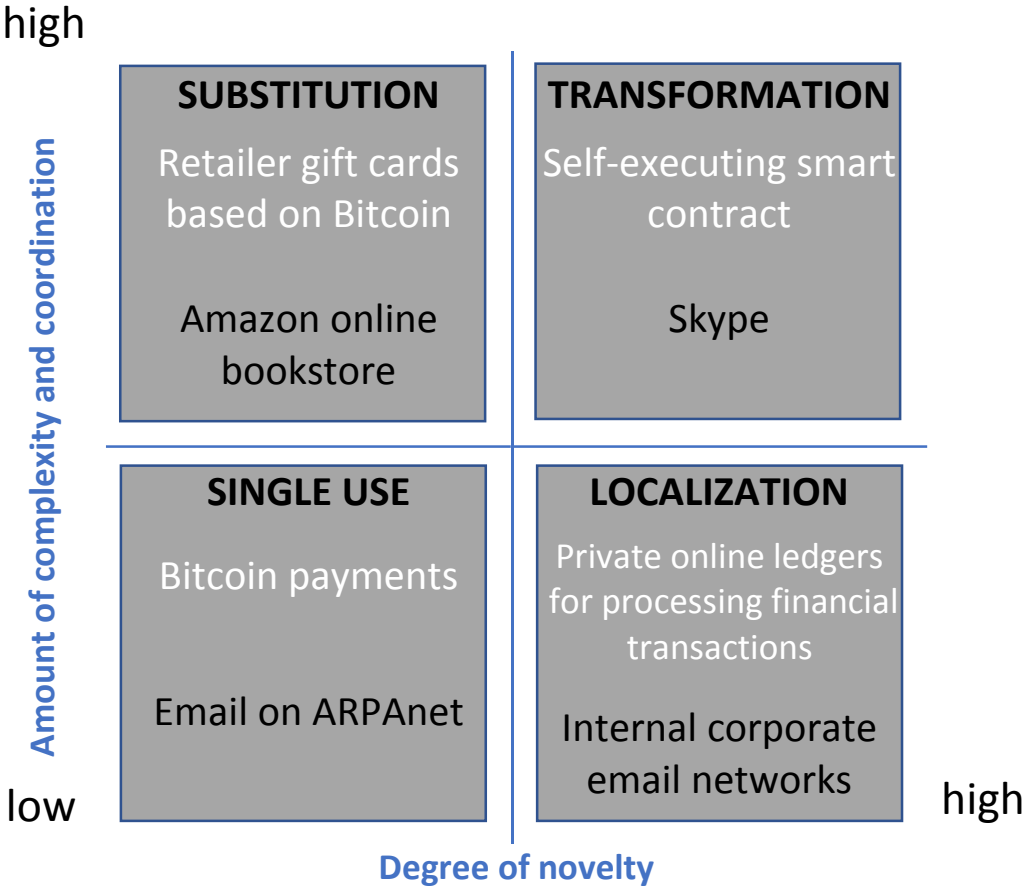 high
Amount of complexity and coordination
SUBSTITUTION
Retailer gift cards
based on Bitcoin
Amazon online
bookstore
TRANSFORMATION
Self-executing smart
contract
Skype
SINGLE USE
Bitcoin payments
Email on ARPAnet
LOCALIZATION
Private online ledgers
for processing financial
transactions
Internal corporate
email networks
low
high
Degree of novelty